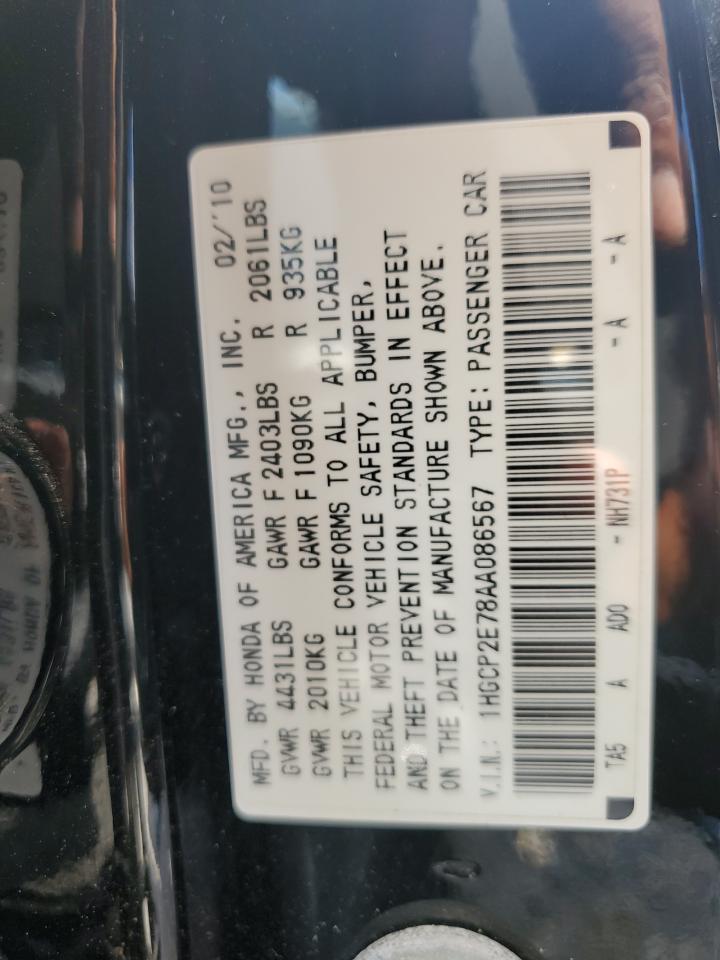 MFD. BY HONDA OF AMERICA MFG., INC. 02/'10
GVWR 4431LBS GAWR F 2403LBS R 2061LBS
GVWR 2010KG GAWR F 1090KG R 935KG
THIS VEHICLE CONFORMS TO ALL APPLICABLE
FEDERAL MOTOR VEHICLE SAFETY, BUMPER,
AND THEFT PREVENTION STANDARDS IN EFFECT
ON THE DATE OF MANUFACTURE SHOWN ABOVE.
V.I.N.: 1HGCP2E78AA086567 TYPE: PASSENGER CAR
TA5 A AD0 - NH731P - A - A